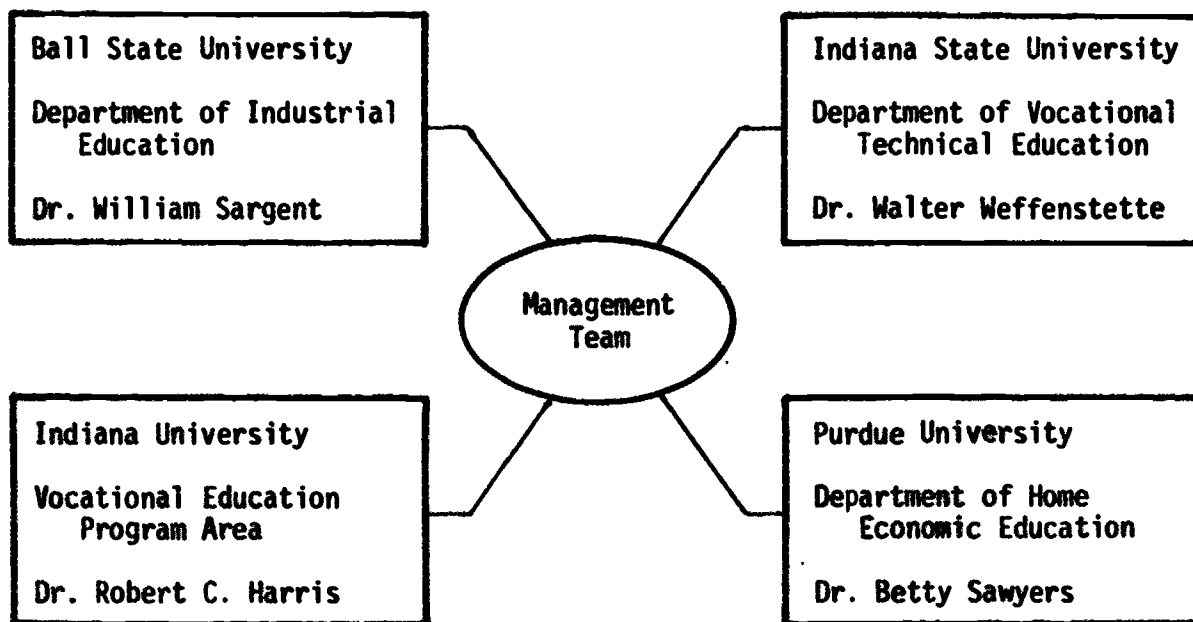 Ball State University
Department of Industrial
Education
Dr. William Sargent
Indiana State University
Department of Vocational
Technical Education
Dr. Walter Weffenstette
Management
Team
Indiana University
Vocational Education
Program Area
Dr. Robert C. Harris
Purdue University
Department of Home
Economic Education
Dr. Betty Sawyers